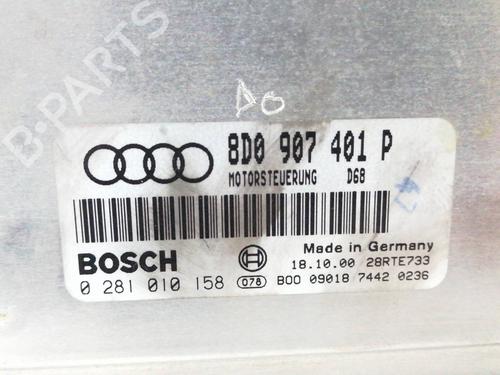 B-PARTS
8D0 907 401 P
MOTORSTEUERUNG D68
BOSCH
Made in Germany
18.10.00 28RTE733
0 281 010 158 078 B00 09018 7442 0236